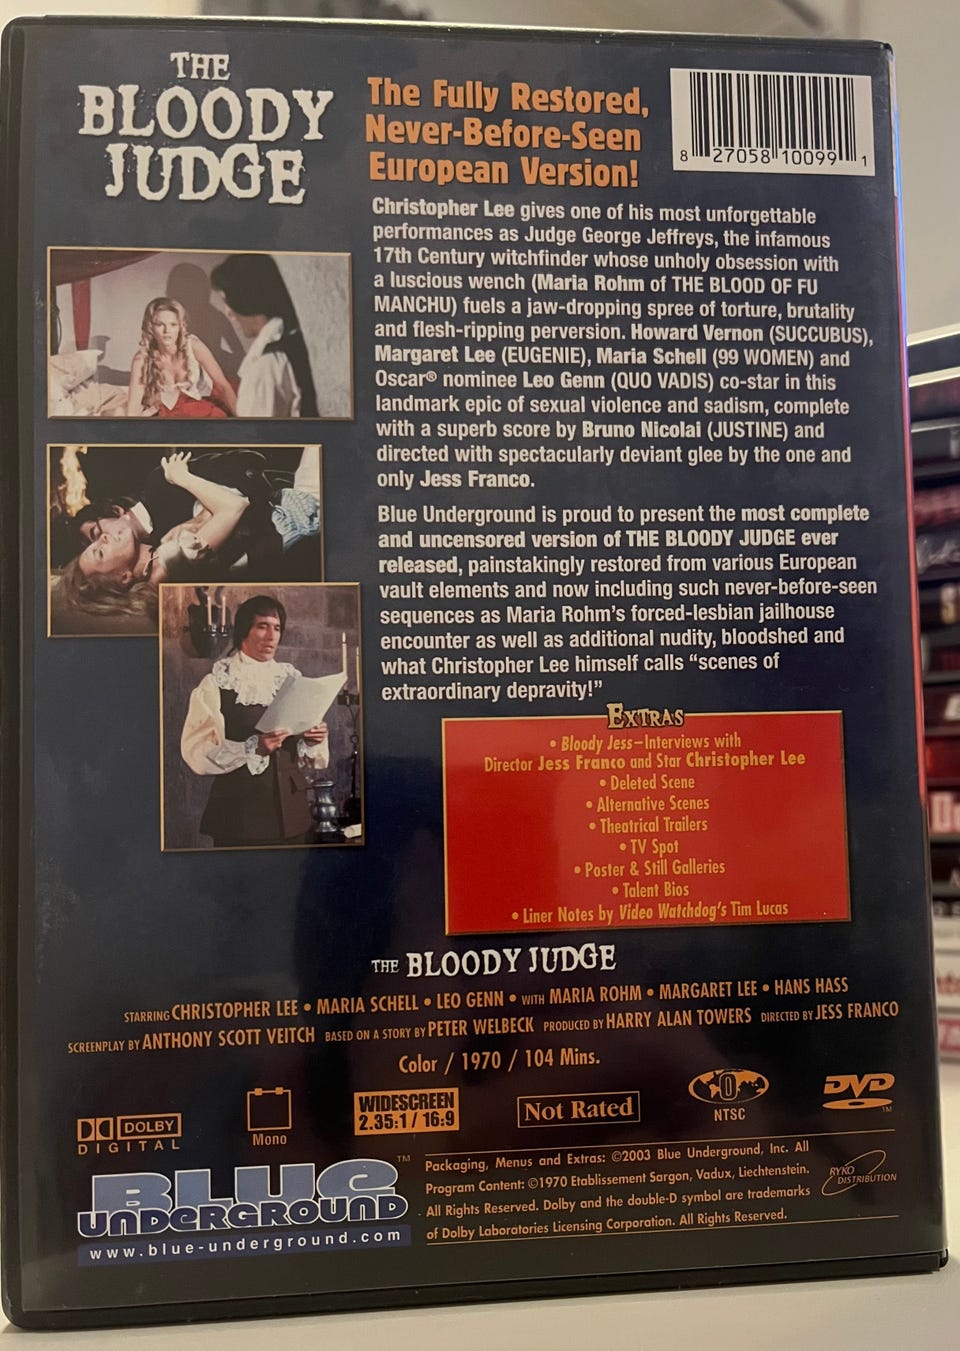 THE
BLOODY
JUDGE
The Fully Restored,
Never-Before-Seen
European Version!
8 27058 10099 1
Christopher Lee gives one of his most unforgettable
performances as Judge George Jeffreys, the infamous
17th Century witchfinder whose unholy obsession with
a luscious wench (Maria Rohm of THE BLOOD OF FU
MANCHU) fuels a jaw-dropping spree of torture, brutality
and flesh-ripping perversion. Howard Vernon (SUCCUBUS),
Margaret Lee (EUGENIE), Maria Schell (99 WOMEN) and
Oscar® nominee Leo Genn (QUO VADIS) co-star in this
landmark epic of sexual violence and sadism, complete
with a superb score by Bruno Nicolai (JUSTINE) and
directed with spectacularly deviant glee by the one and
only Jess Franco.
Blue Underground is proud to present the most complete
and uncensored version of THE BLOODY JUDGE ever
released, painstakingly restored from various European
vault elements and now including such never-before-seen
sequences as Maria Rohm's forced-lesbian jailhouse
encounter as well as additional nudity, bloodshed and
what Christopher Lee himself calls "scenes of
extraordinary depravity!"
EXTRAS
• Bloody Jess–Interviews with
Director Jess Franco and Star Christopher Lee
• Deleted Scene
• Alternative Scenes
• Theatrical Trailers
• TV Spot
• Poster & Still Galleries
• Talent Bios
• Liner Notes by Video Watchdog's Tim Lucas
THE BLOODY JUDGE
STARRING CHRISTOPHER LEE • MARIA SCHELL • LEO GENN • WITH MARIA ROHM • MARGARET LEE • HANS HASS
SCREENPLAY BY ANTHONY SCOTT VEITCH BASED ON A STORY BY PETER WELBECK PRODUCED BY HARRY ALAN TOWERS DIRECTED BY JESS FRANCO
Color / 1970 / 104 Mins.
DOLBY
DIGITAL
Mono
WIDESCREEN
2.35:1 / 16:9
Not Rated
0
NTSC
DVD
TM
BLUE TM
UNDERGROUND
www.blue-underground.com
Packaging, Menus and Extras: ©2003 Blue Underground, Inc. All
Program Content: ©1970 Etablissement Sargon, Vadux, Liechtenstein.
All Rights Reserved. Dolby and the double-D symbol are trademarks
of Dolby Laboratories Licensing Corporation. All Rights Reserved.
RYKO
DISTRIBUTION